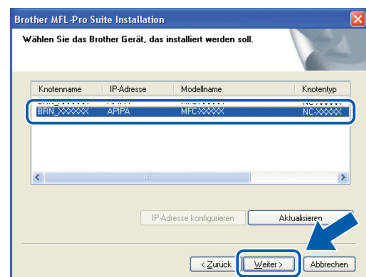 Brother MFL-Pro Suite Installation
Wählen Sie das Brother Gerät, das installiert werden soll.
Knotenname IP-Adresse Modellname Knotentyp
BRN_XXXXXX APIPA MFC-XXXXX NC-XXXXX
IP-Adresse konfigurieren Aktualisieren
< Zurück Weiter > Abbrechen